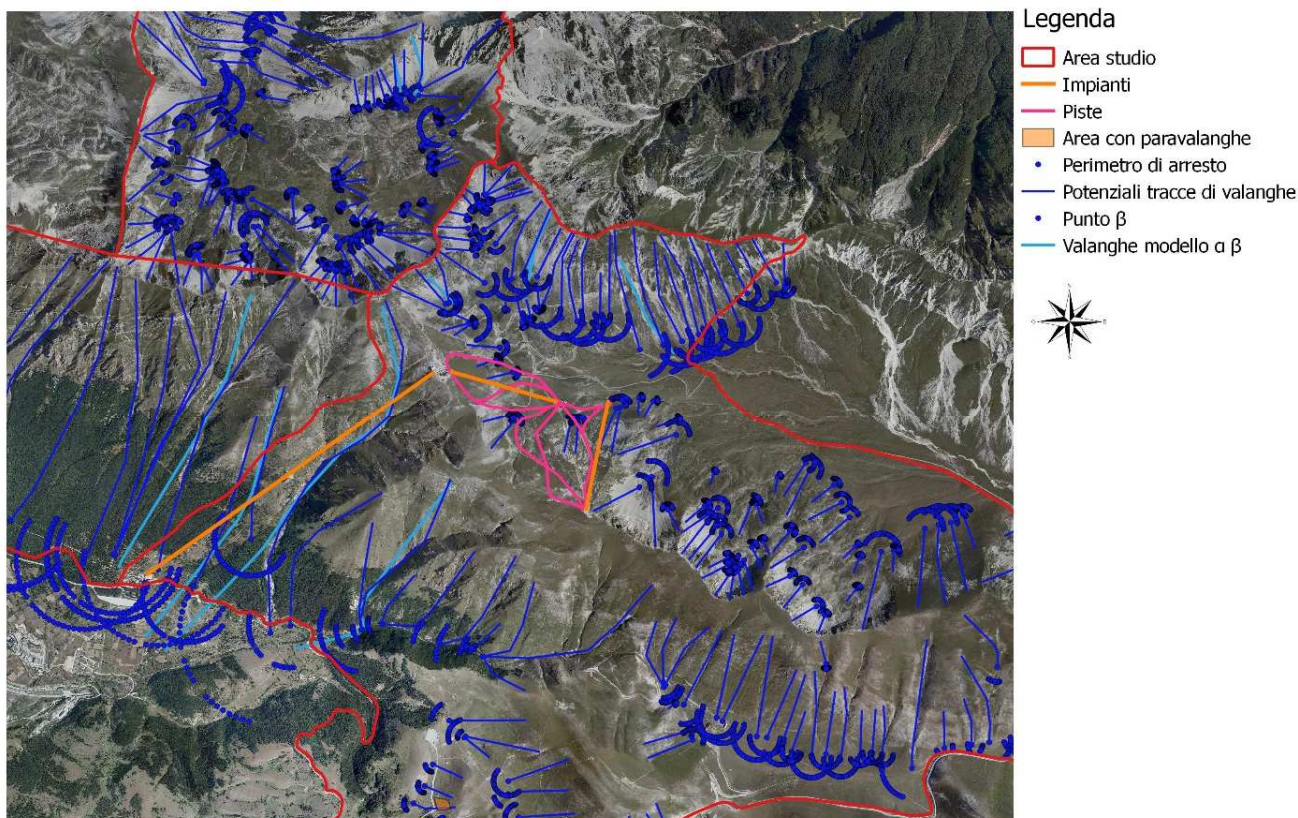 Legenda
Area studio
Impianti
Piste
Area con paravalanghe
Perimetro di arresto
Potenziali tracce di valanghe
Punto β
Valanghe modello α β